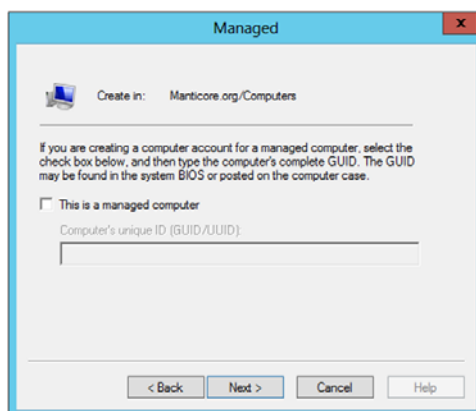 Managed
x
Create in: Manticore.org/Computers
If you are creating a computer account for a managed computer, select the
check box below, and then type the computer's complete GUID. The GUID
may be found in the system BIOS or posted on the computer case.
This is a managed computer
Computer's unique ID (GUID/UUID):
< Back Next > Cancel Help